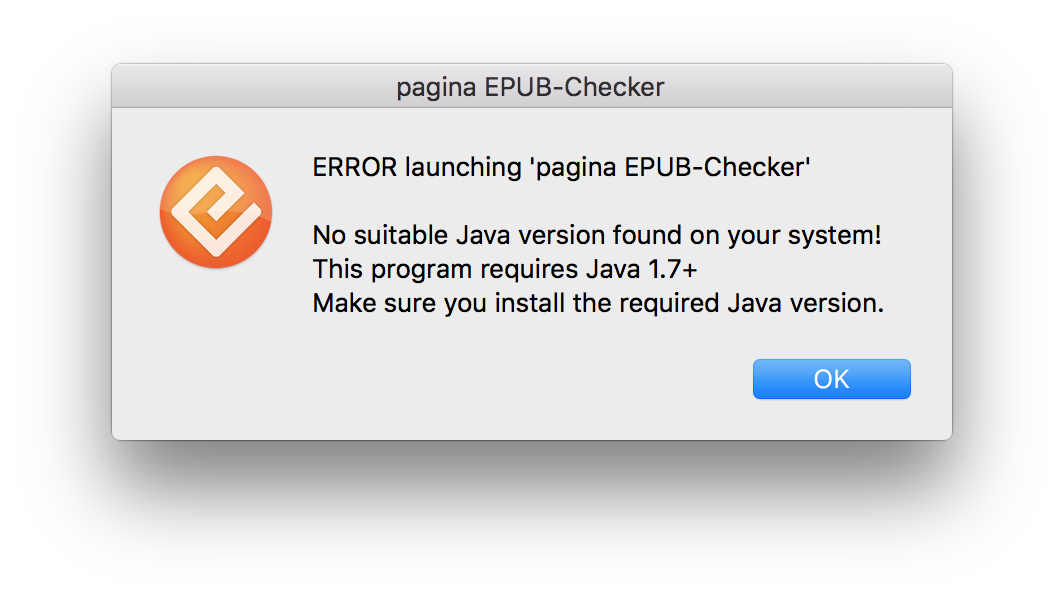 pagina EPUB-Checker
ERROR launching 'pagina EPUB-Checker'
No suitable Java version found on your system!
This program requires Java 1.7+
Make sure you install the required Java version.
OK